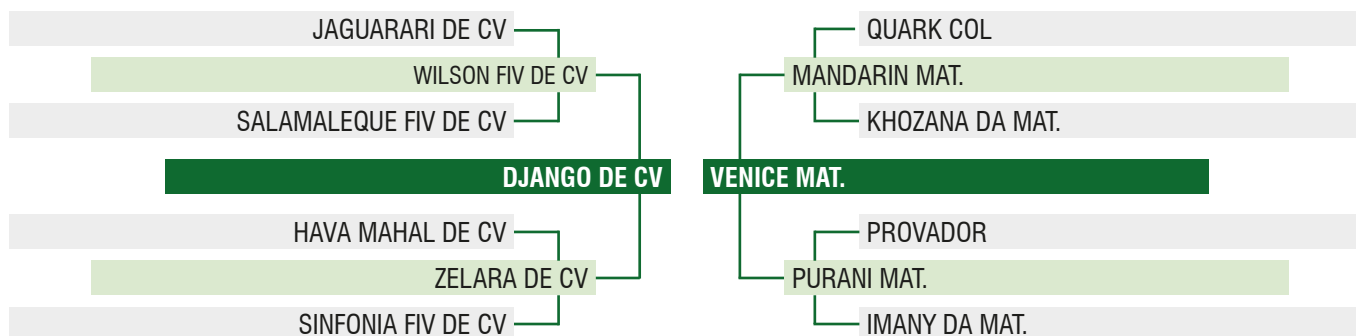 JAGUARARI DE CV
QUARK COL
WILSON FIV DE CV
MANDARIN MAT.
SALAMALEQUE FIV DE CV
KHOZANA DA MAT.
DJANGO DE CV
VENICE MAT.
HAVA MAHAL DE CV
PROVADOR
ZELARA DE CV
PURANI MAT.
SINFONIA FIV DE CV
IMANY DA MAT.